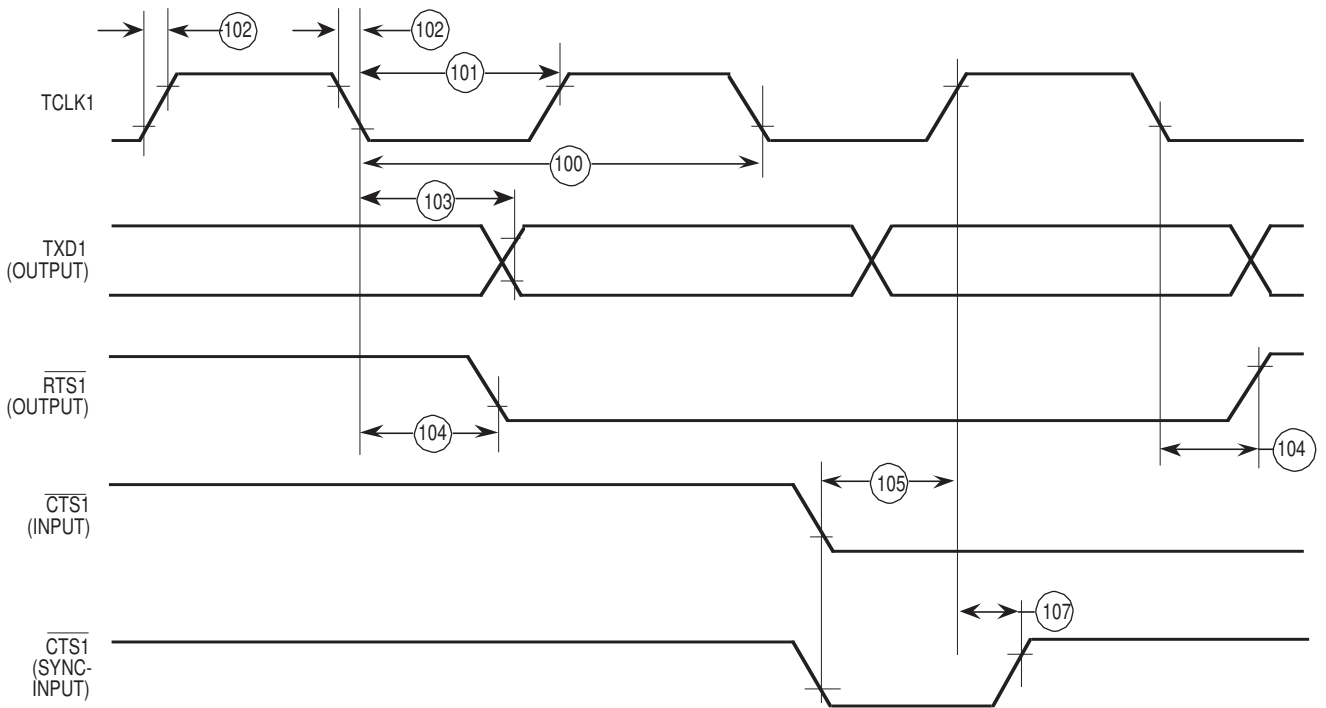 102
102
101
TCLK1
100
103
TXD1
(OUTPUT)
RTS1
(OUTPUT)
104
104
105
CTS1
(INPUT)
107
CTS1
(SYNC-
INPUT)